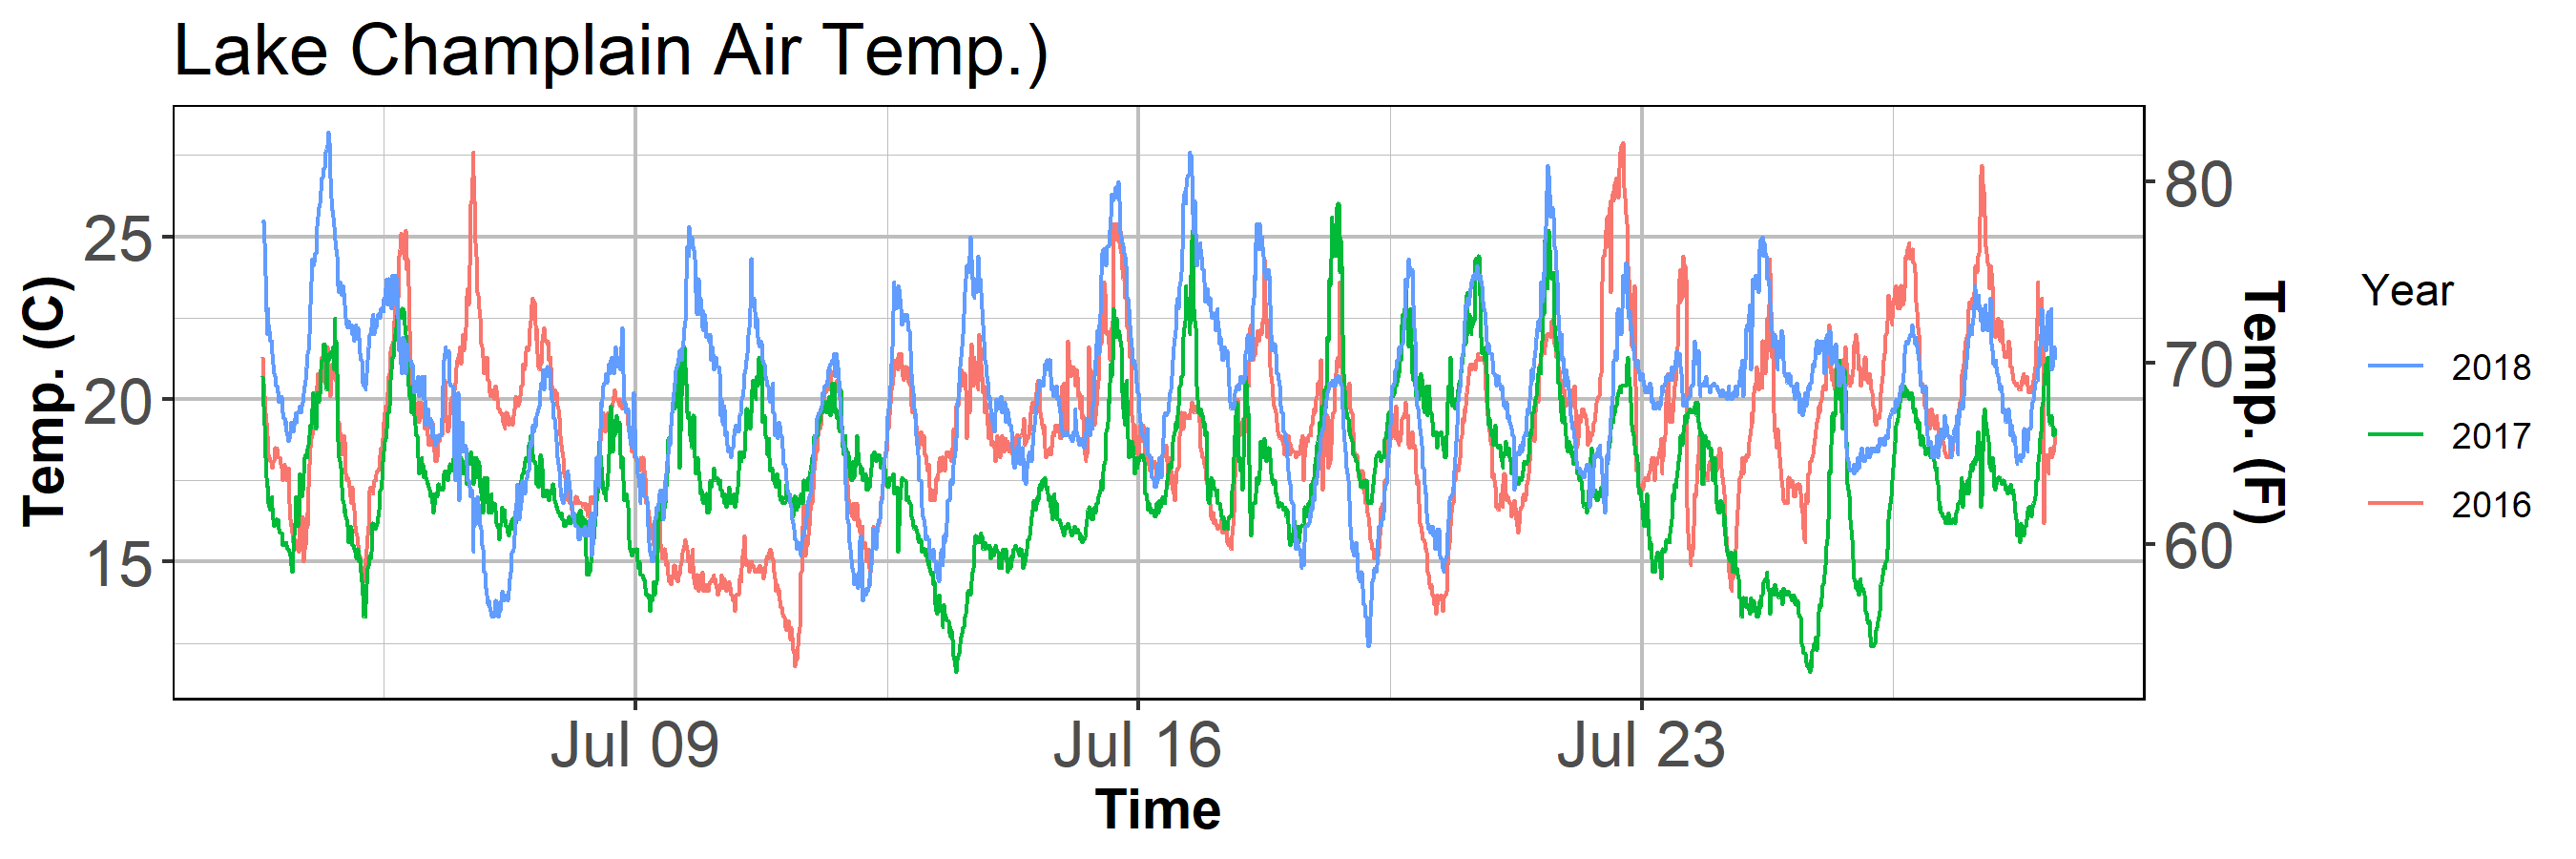 Lake Champlain Air Temp.)
Temp. (C)
25
20
15
80
70
60
Temp. (F)
Jul 09
Jul 16
Jul 23
Time
Year
2018
2017
2016